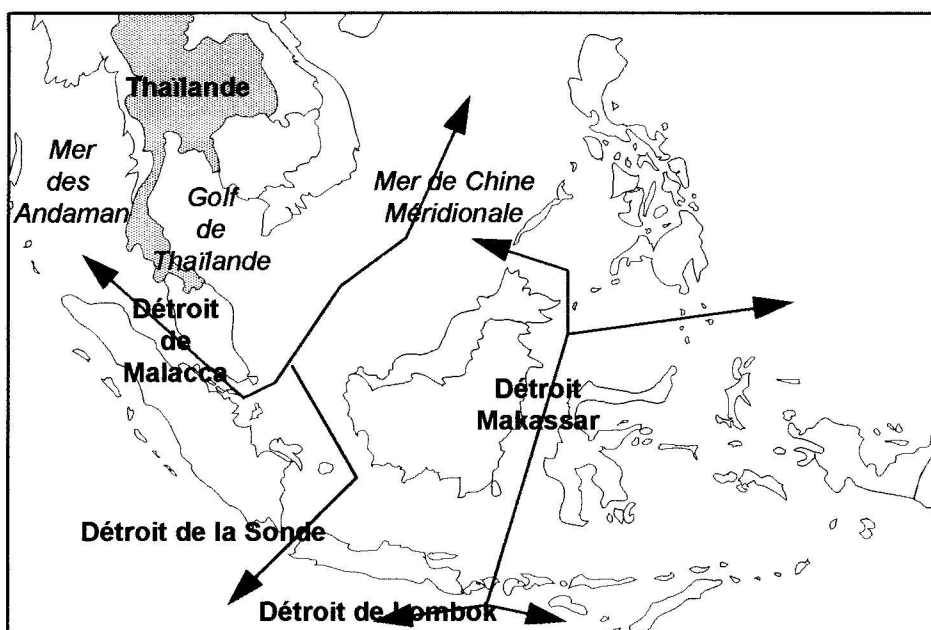 Thaïlande
Mer
des
Andaman
Golf
de
Thaïlande
Mer de Chine
Méridionale
Détroit
de
Malacca
Détroit
Makassar
Détroit de la Sonde
Détroit de Lombok